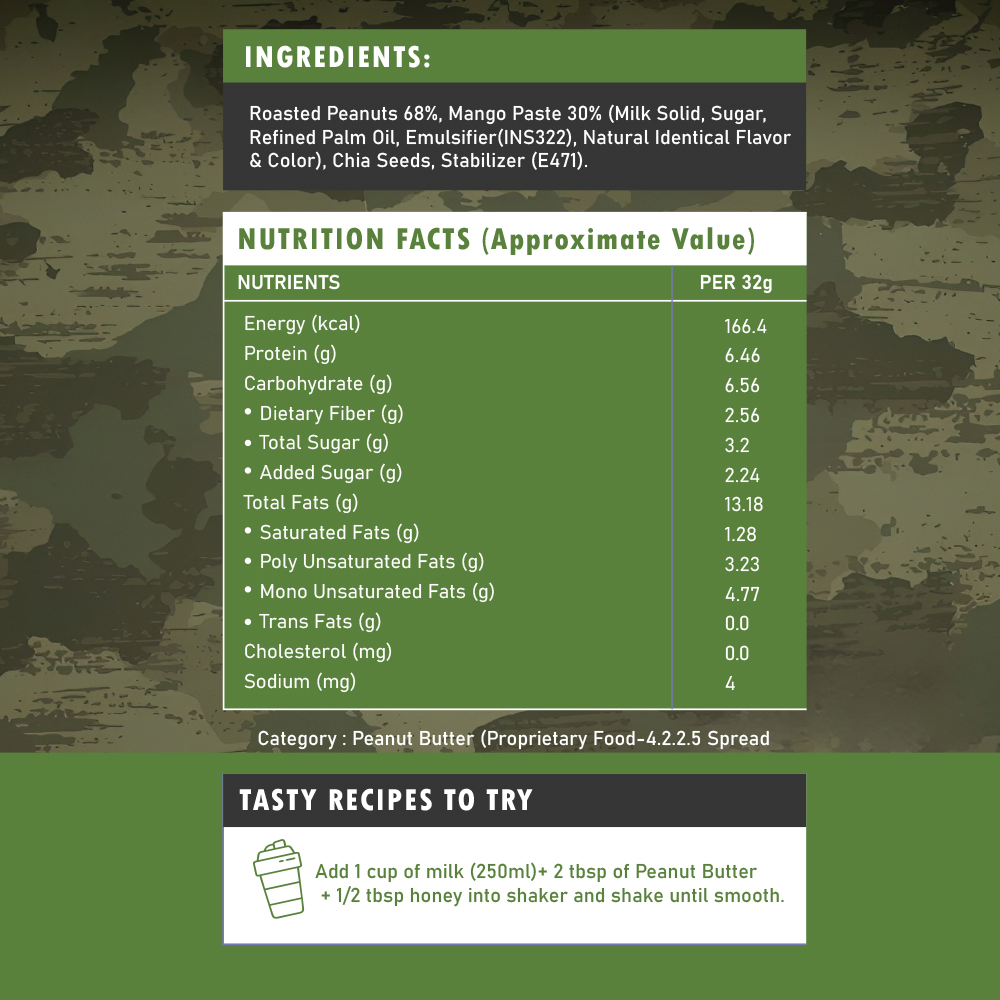 INGREDIENTS:
Roasted Peanuts 68%, Mango Paste 30% (Milk Solid, Sugar,
Refined Palm Oil, Emulsifier(INS322), Natural Identical Flavor
& Color), Chia Seeds, Stabilizer (E471).
NUTRITION FACTS (Approximate Value)
NUTRIENTS PER 32g
Energy (kcal) 166.4
Protein (g) 6.46
Carbohydrate (g) 6.56
• Dietary Fiber (g) 2.56
• Total Sugar (g) 3.2
• Added Sugar (g) 2.24
Total Fats (g) 13.18
• Saturated Fats (g) 1.28
• Poly Unsaturated Fats (g) 3.23
• Mono Unsaturated Fats (g) 4.77
• Trans Fats (g) 0.0
Cholesterol (mg) 0.0
Sodium (mg) 4
Category : Peanut Butter (Proprietary Food-4.2.2.5 Spread
TASTY RECIPES TO TRY
Add 1 cup of milk (250ml)+ 2 tbsp of Peanut Butter
+ 1/2 tbsp honey into shaker and shake until smooth.